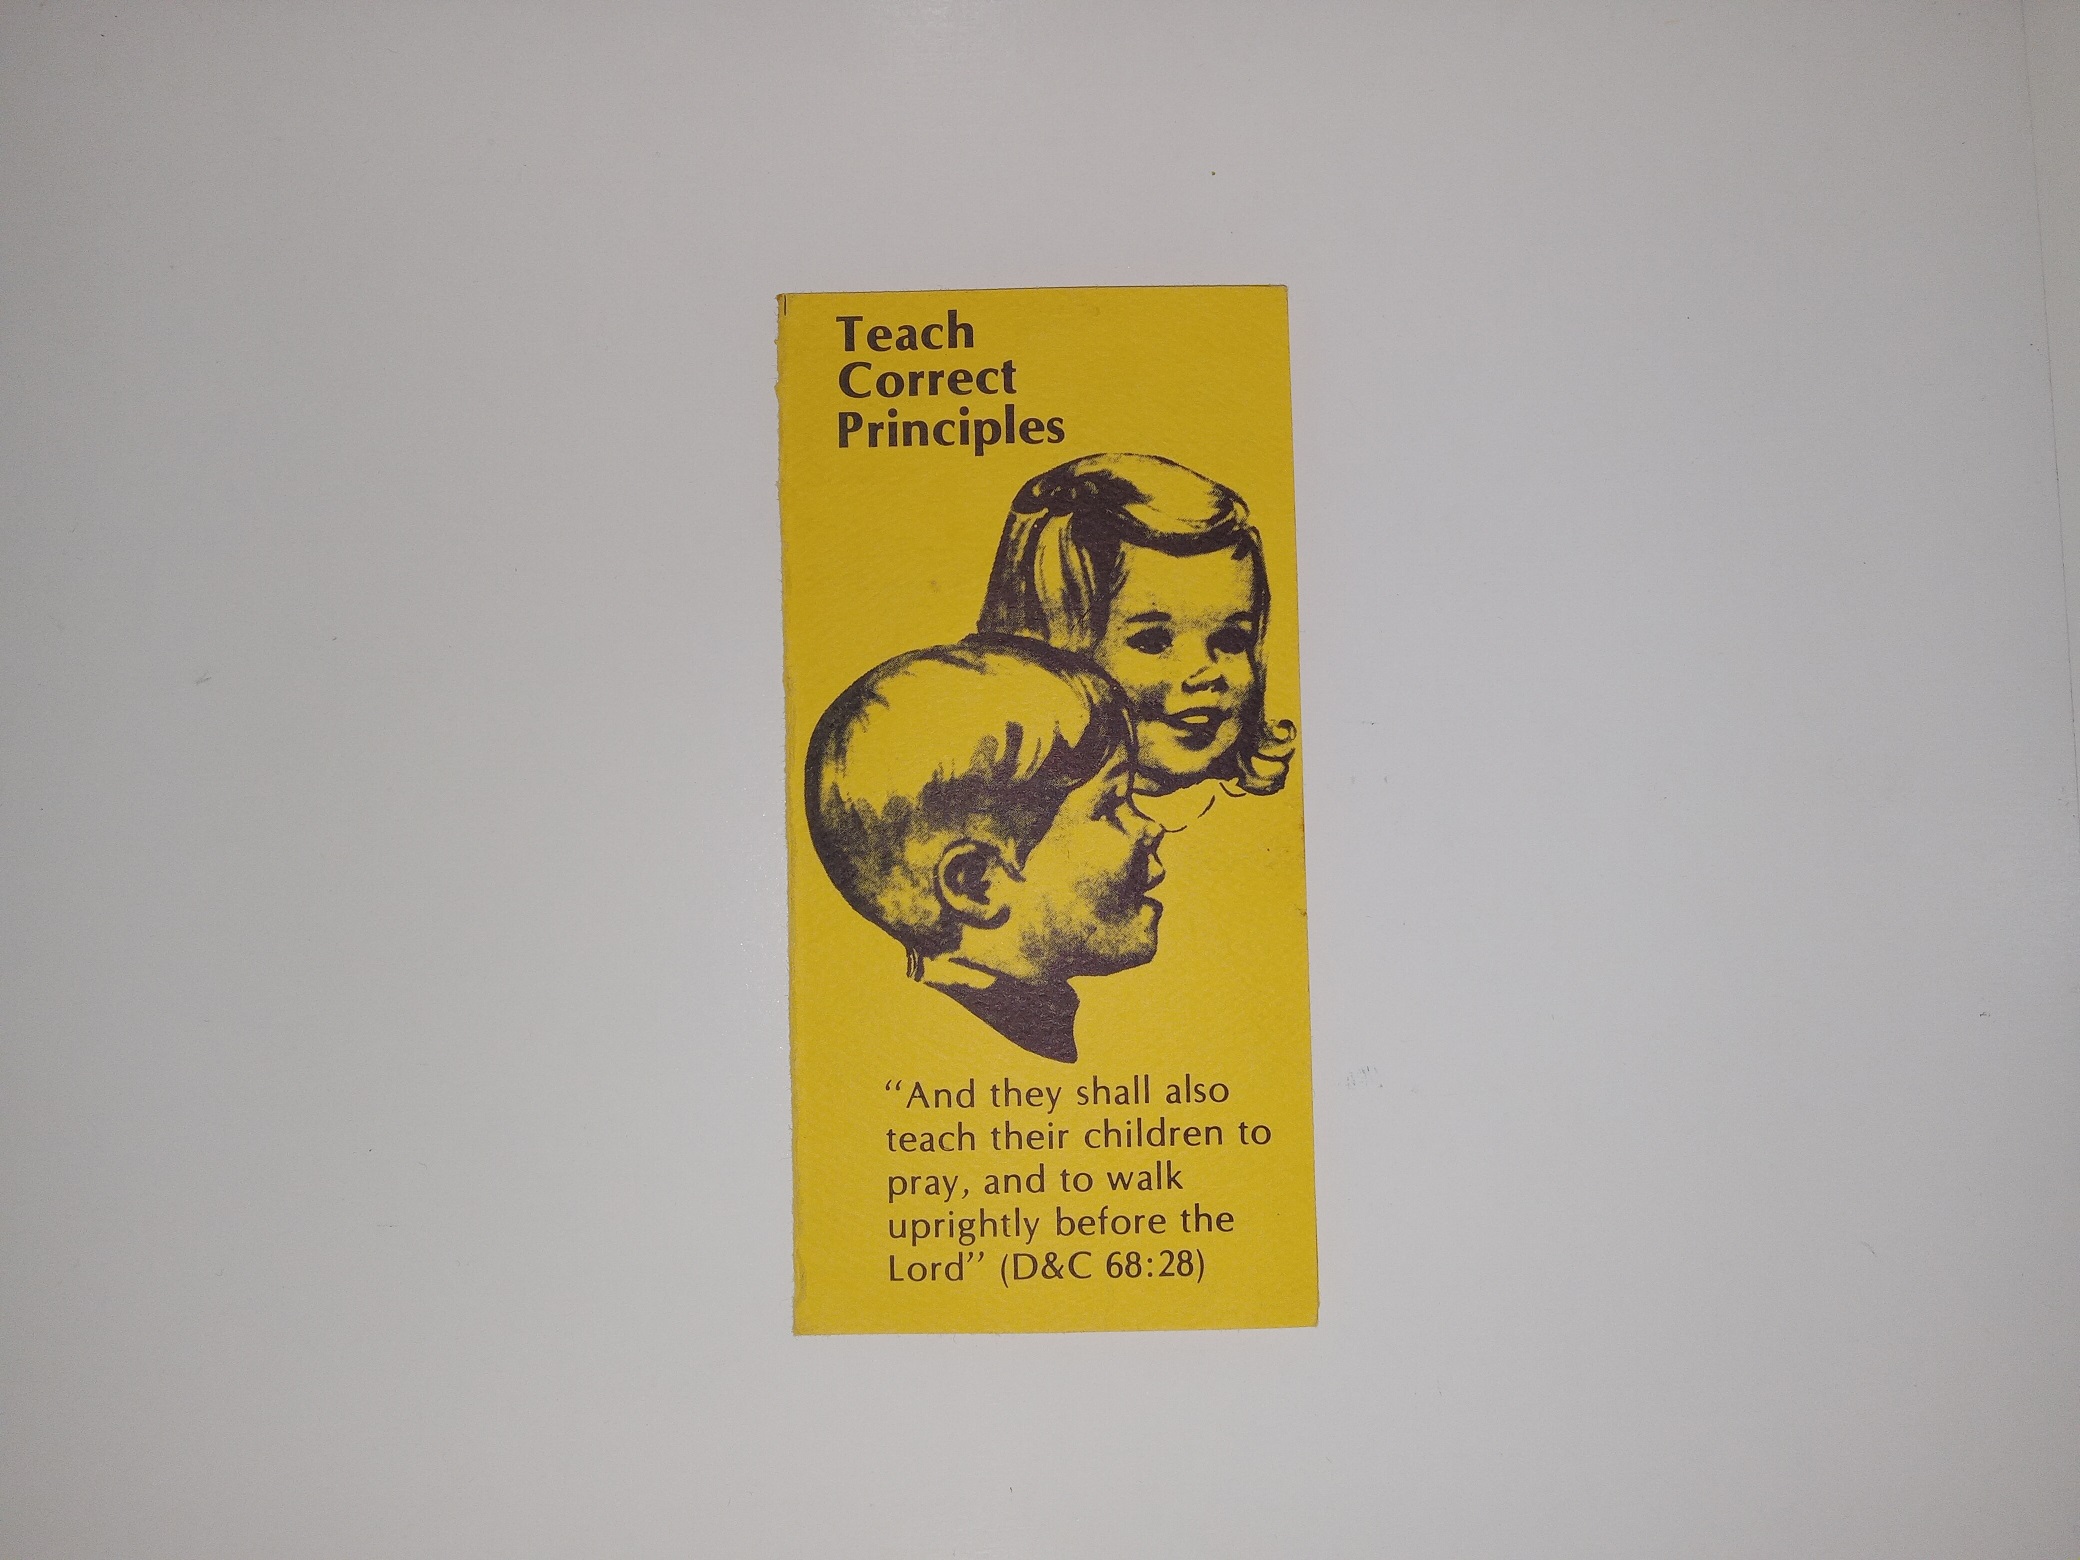 Teach
Correct
Principles
“And they shall also
teach their children to
pray, and to walk
uprightly before the
Lord” (D&C 68:28)